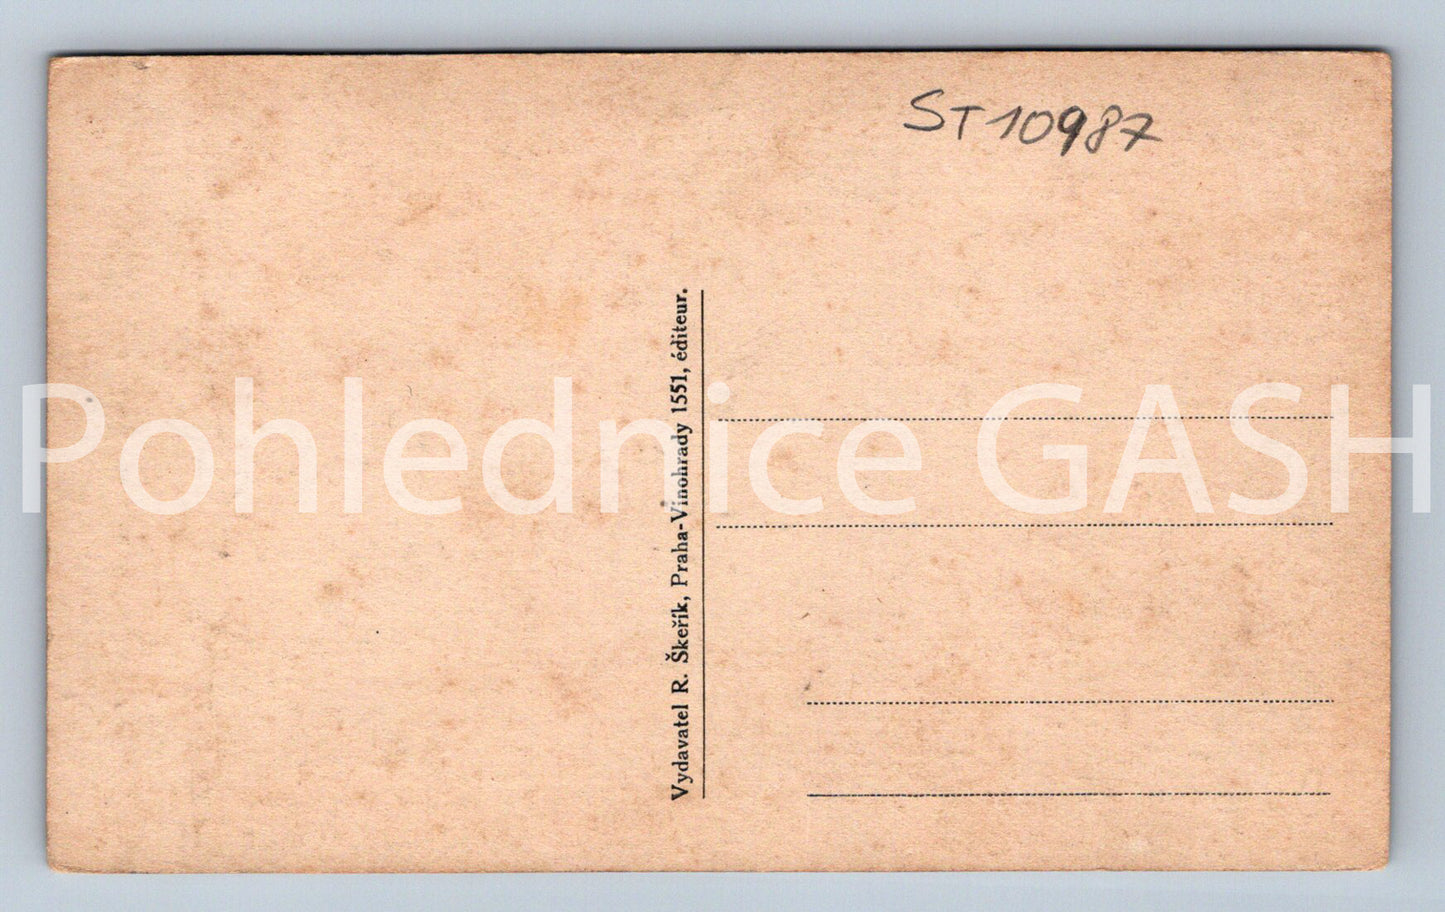 ST10987
Vydavatel R. Škeřík, Praha-Vinohrady 1551, éditeur.
Pohlednice GASH